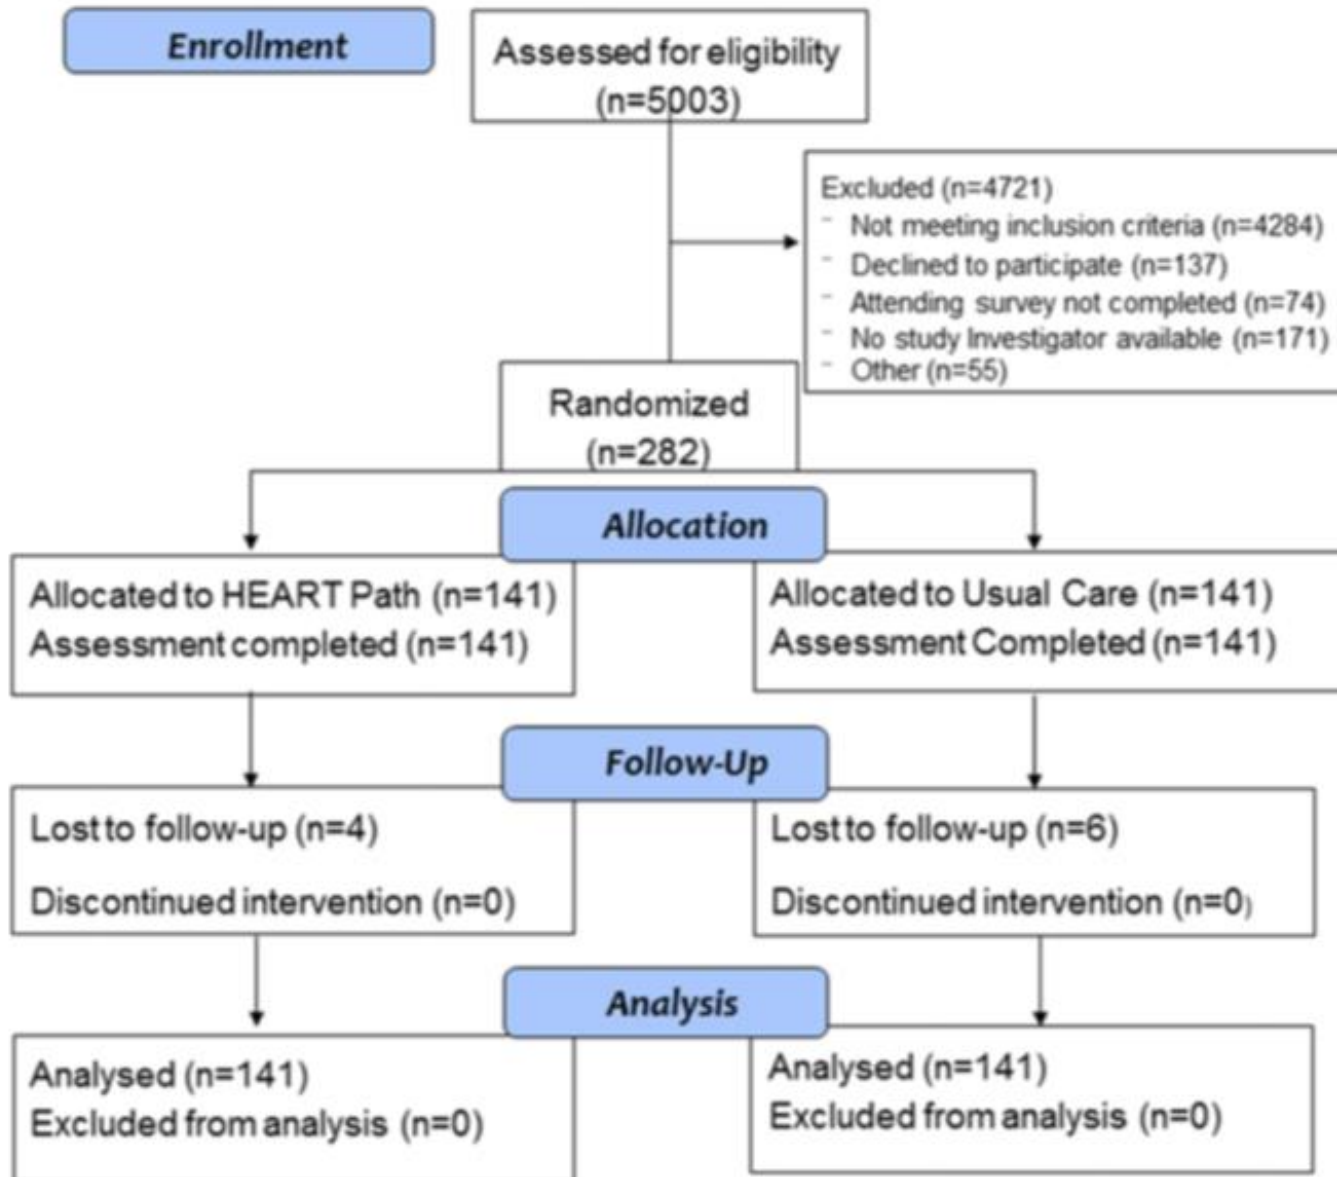 Enrollment
Assessed for eligibility
(n=5003)
Excluded (n=4721)
- Not meeting inclusion criteria (n=4284)
- Declined to participate (n=137)
- Attending survey not completed (n=74)
- No study Investigator available (n=171)
- Other (n=55)
Randomized
(n=282)
Allocation
Allocated to HEART Path (n=141)
Assessment completed (n=141)
Allocated to Usual Care (n=141)
Assessment Completed (n=141)
Follow-Up
Lost to follow-up (n=4)
Discontinued intervention (n=0)
Lost to follow-up (n=6)
Discontinued intervention (n=0)
Analysis
Analysed (n=141)
Excluded from analysis (n=0)
Analysed (n=141)
Excluded from analysis (n=0)